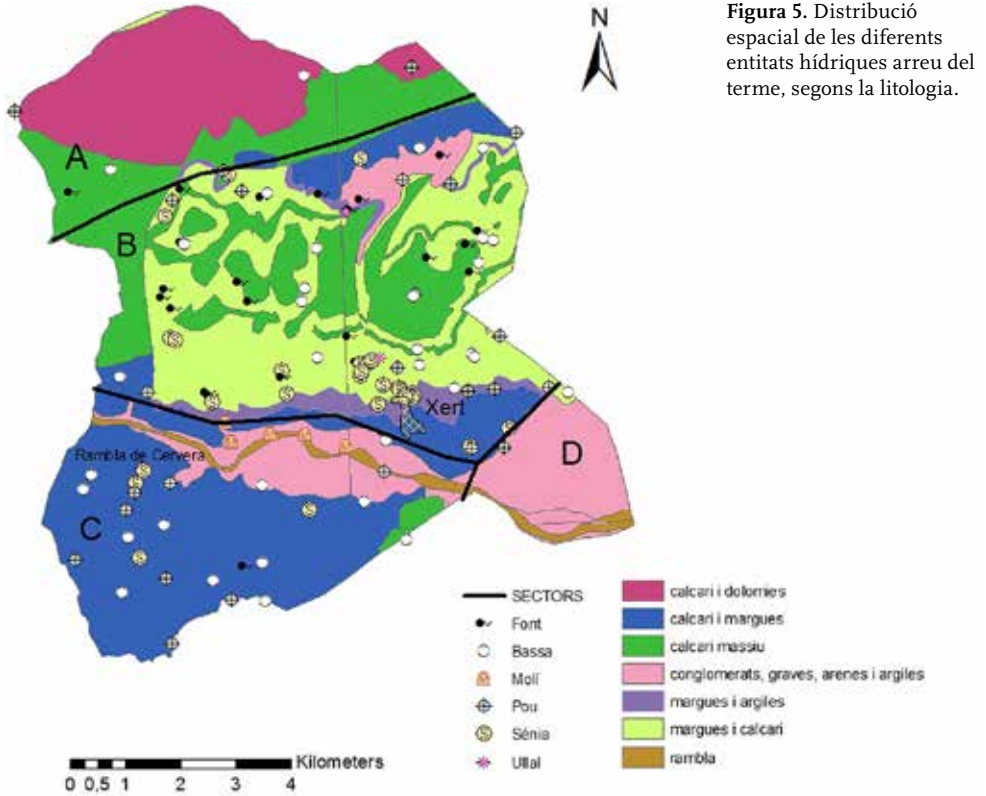 Figura 5. Distribució
espacial de les diferents
entitats hídriques arreu del
terme, segons la litologia.
N
A
B
Xert
D
Rambla de Cervera
C
SECTORS
Font
Bassa
Molí
Pou
Sénia
Ullal
calcari i dolomies
calcari i margues
calcari massiu
conglomerats, graves, arenes i argiles
margues i argiles
margues i calcari
rambla
Kilometers
0 0,5 1 2 3 4